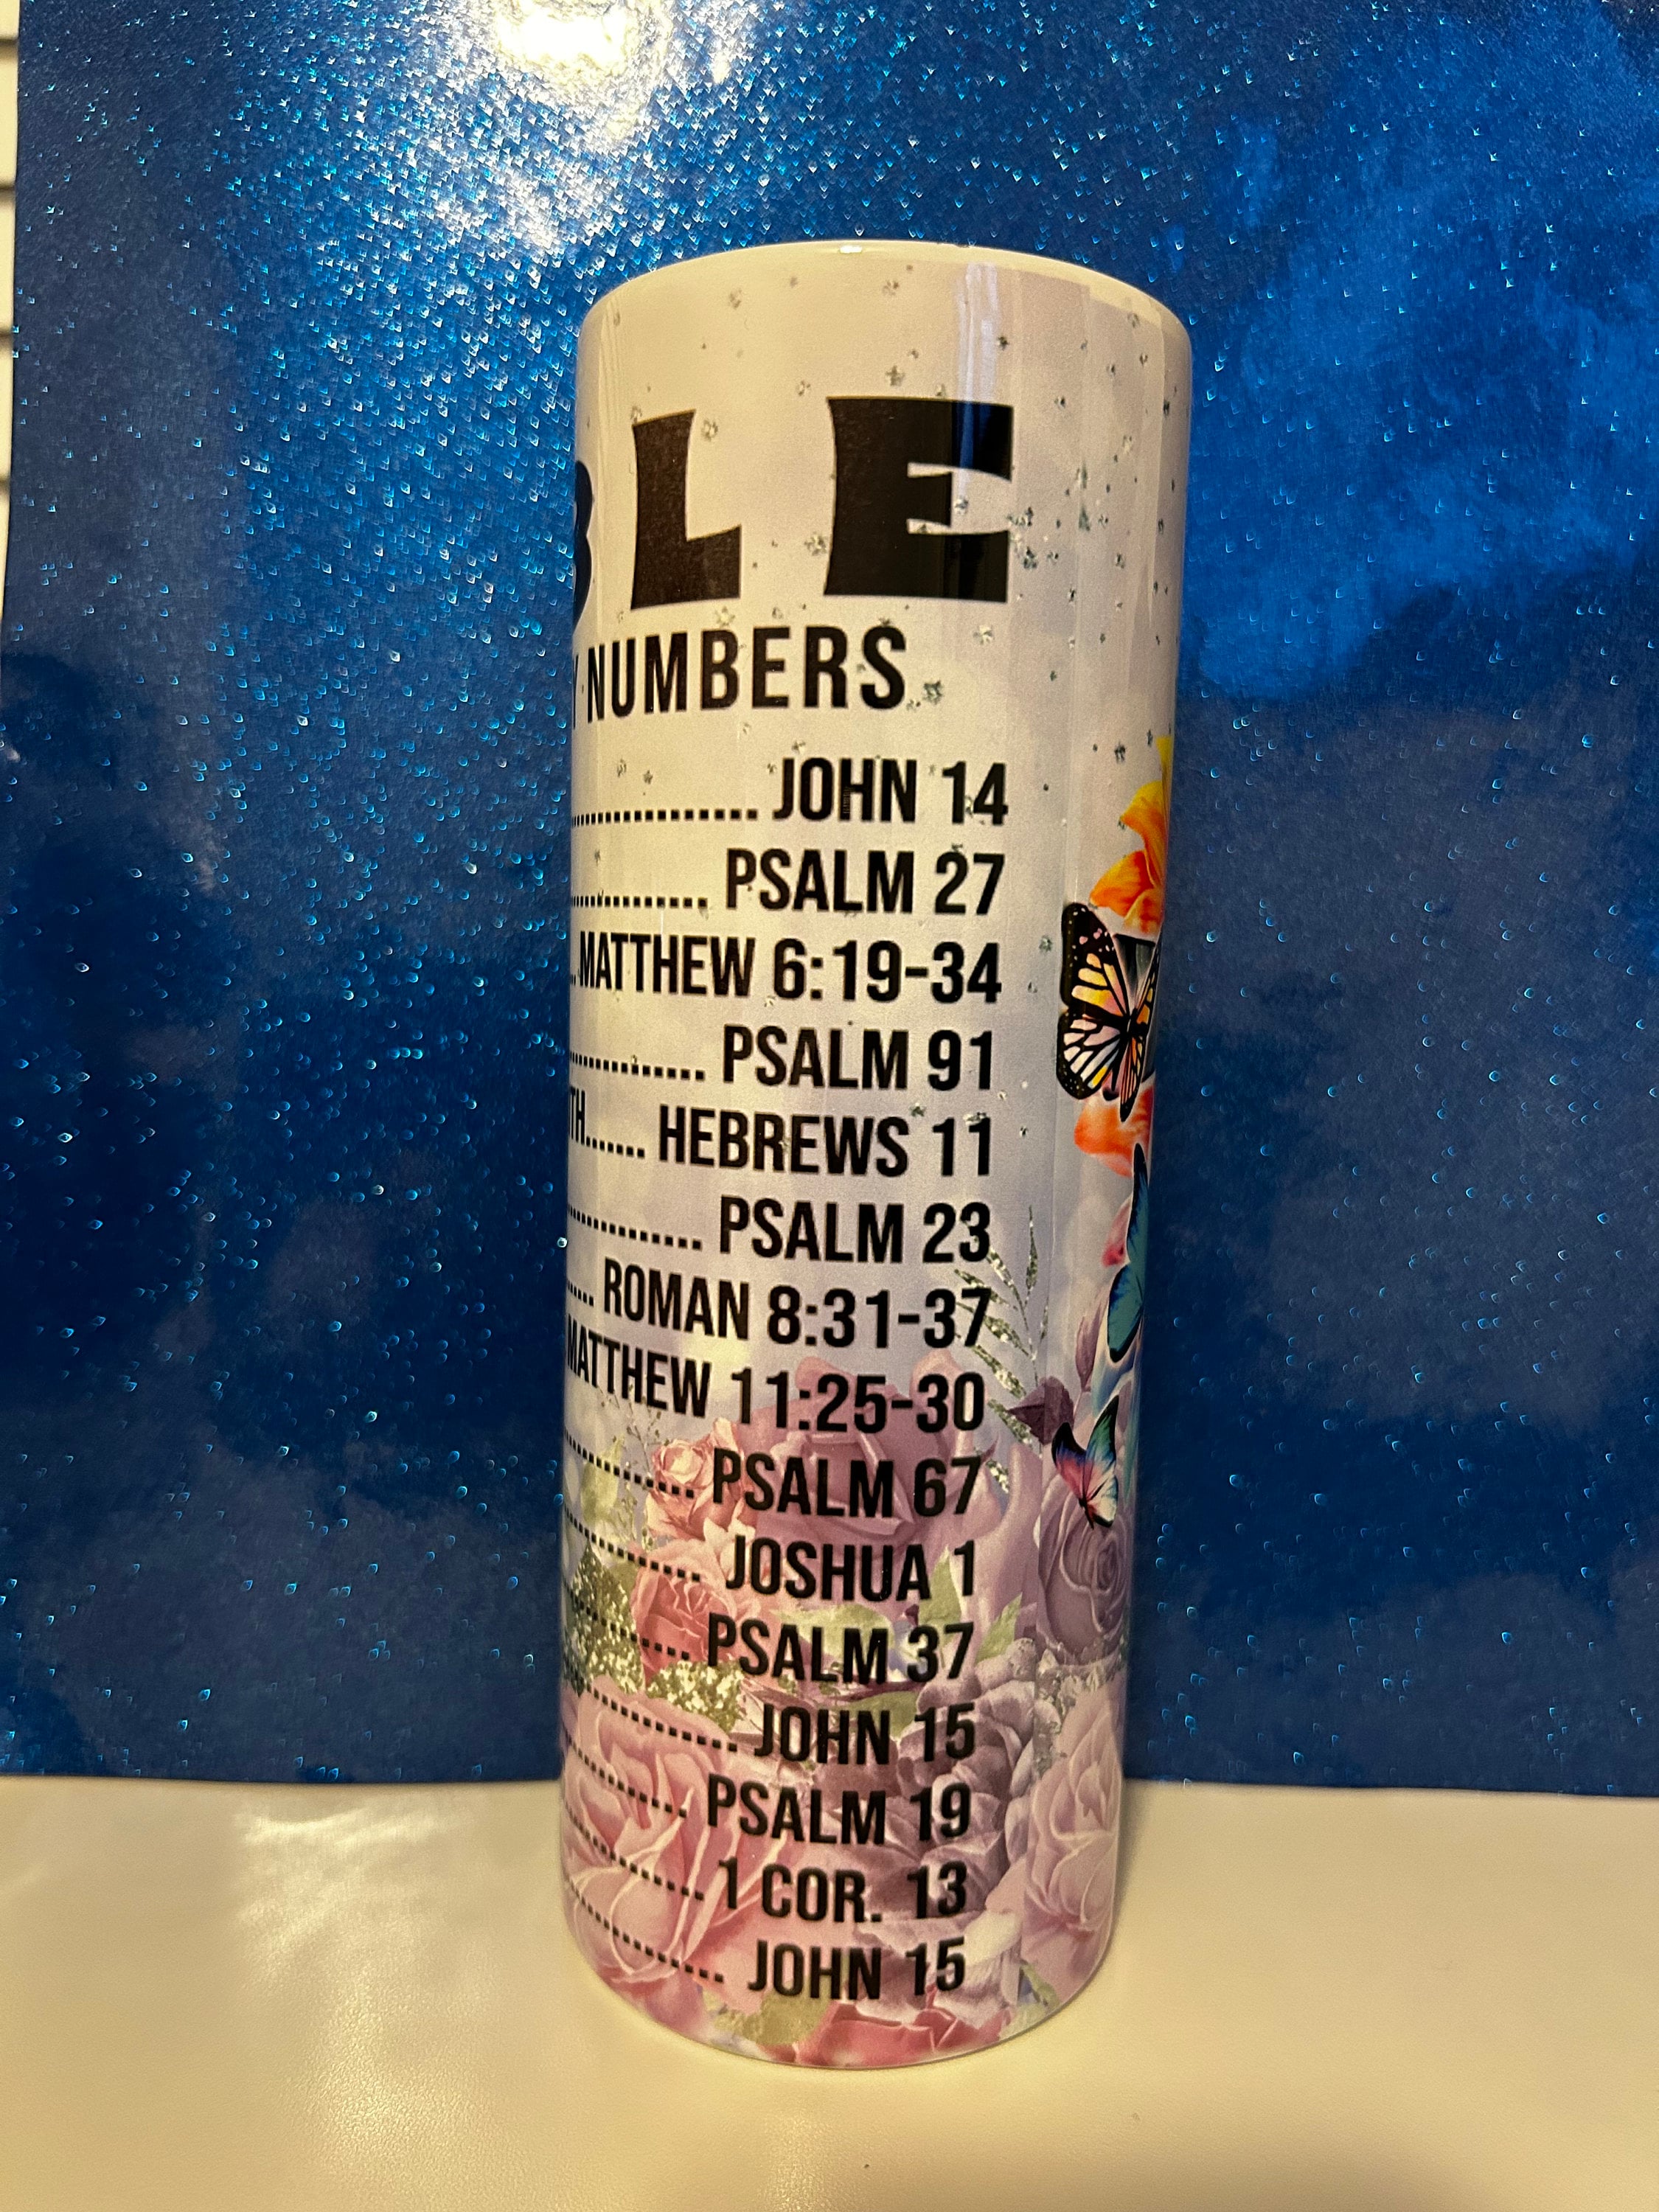 BLE
Y NUMBERS
.................. JOHN 14
.............. PSALM 27
..MATTHEW 6:19-34
.............. PSALM 91
TH....... HEBREWS 11
.............. PSALM 23
...... ROMAN 8:31-37
MATTHEW 11:25-30
.............. PSALM 67
.............. JOSHUA 1
.............. PSALM 37
.................. JOHN 15
.............. PSALM 19
.............. 1 COR. 13
.................. JOHN 15